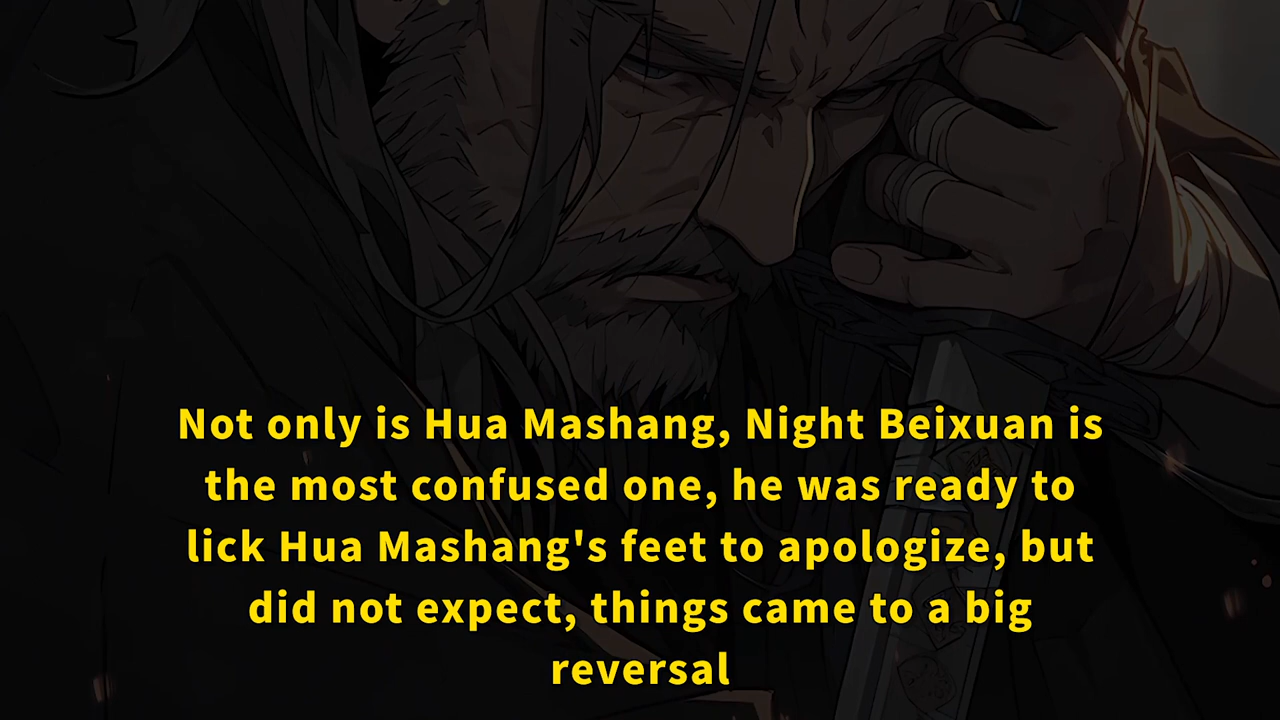 Not only is Hua Mashang, Night Beixuan is
the most confused one, he was ready to
lick Hua Mashang's feet to apologize, but
did not expect, things came to a big
reversal